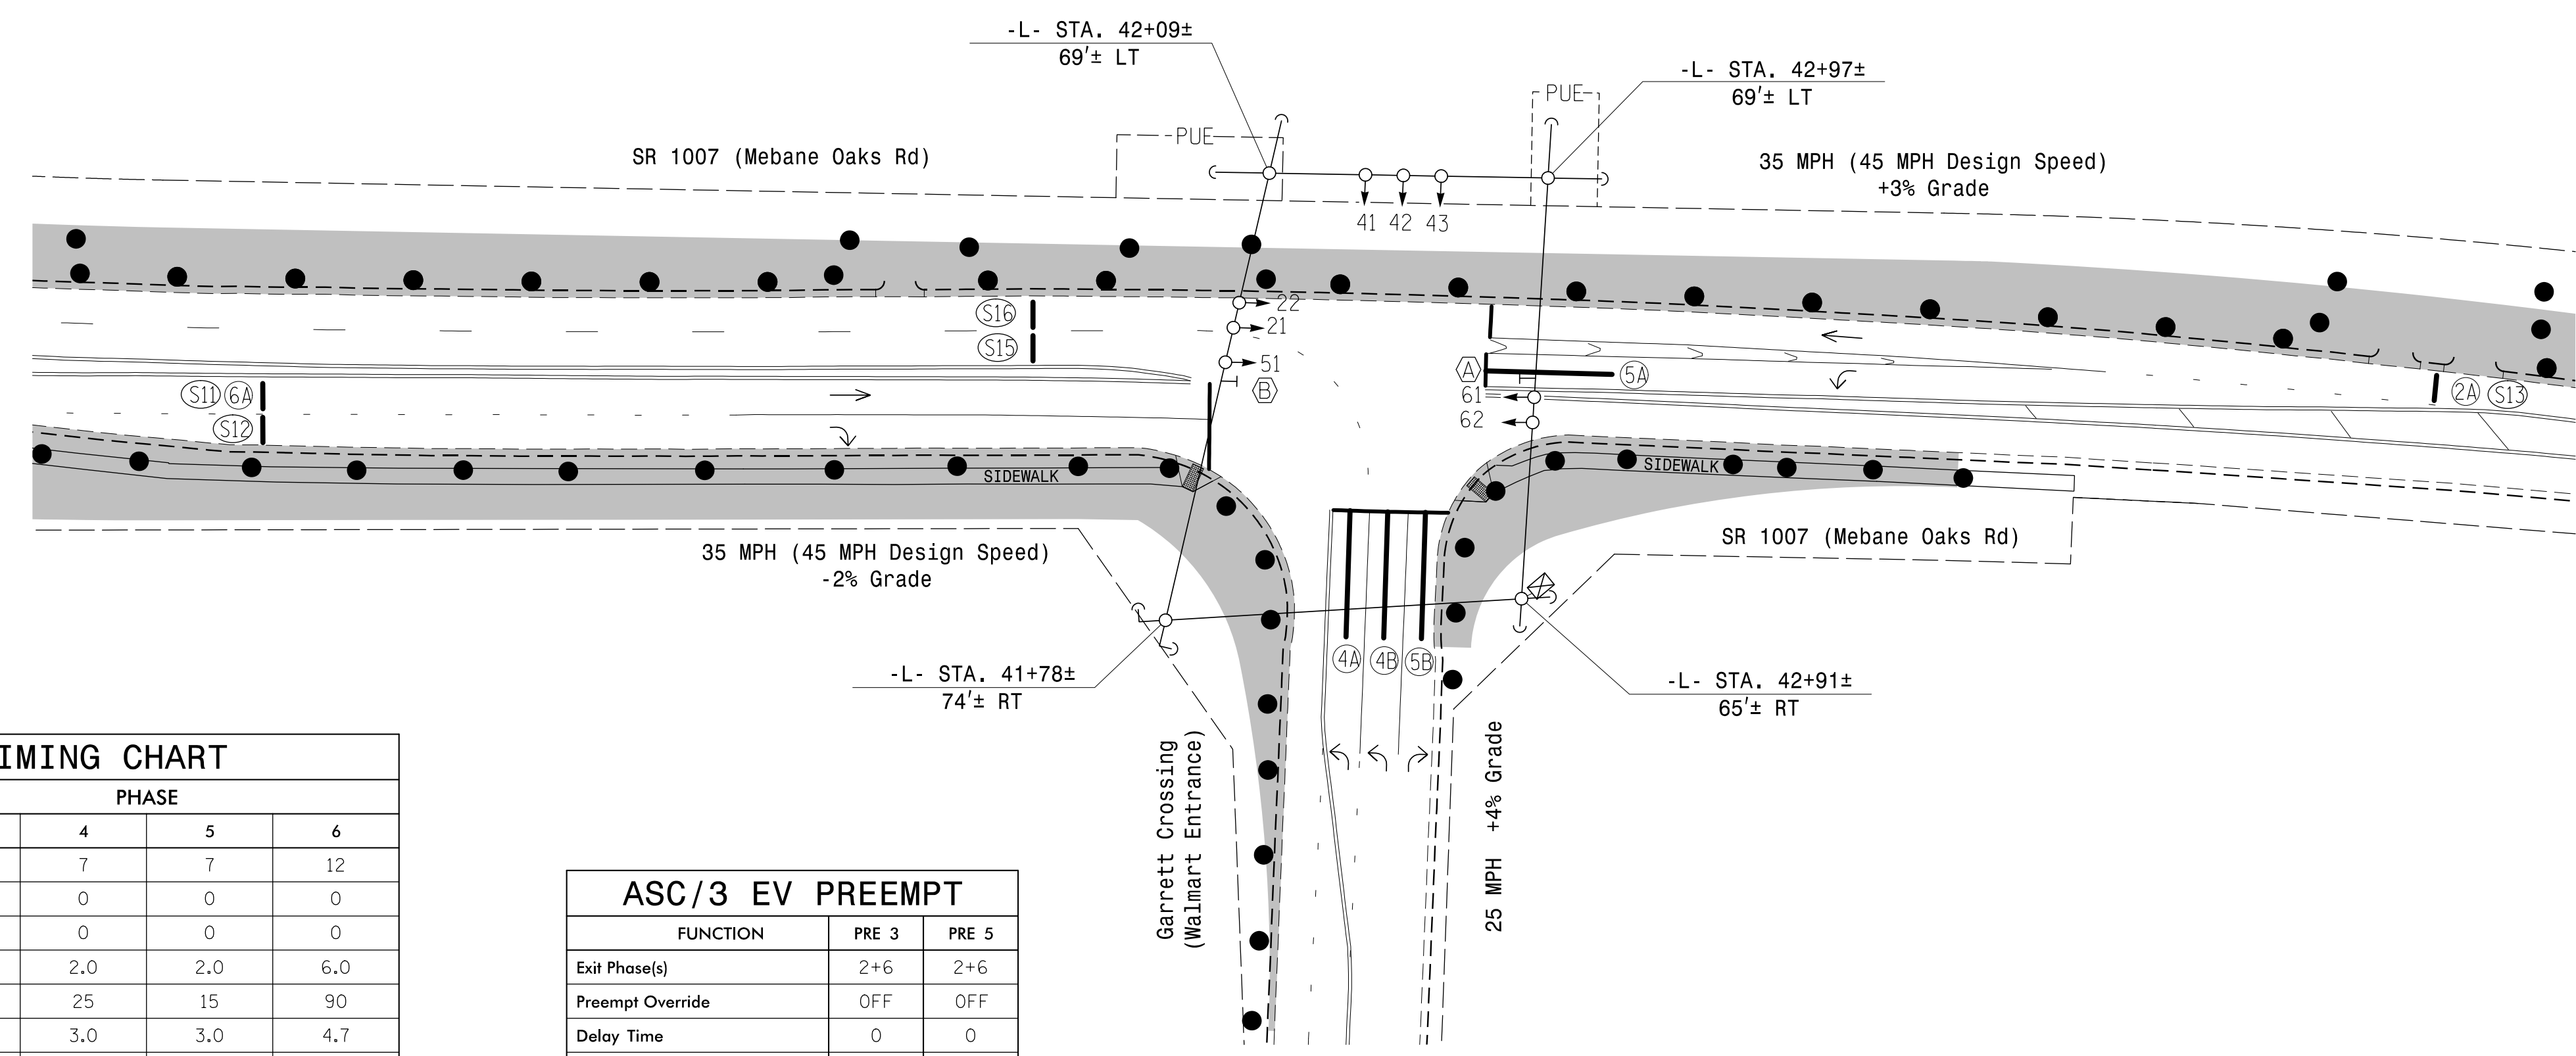 -L- STA. 42+09±
69'± LT
-L- STA. 42+97±
69'± LT
PUE
PUE
SR 1007 (Mebane Oaks Rd)
35 MPH (45 MPH Design Speed)
+3% Grade
41 42 43
22
21
51
B
S16
S15
S11 6A
S12
A
5A
61
62
2A S13
SIDEWALK
SIDEWALK
35 MPH (45 MPH Design Speed)
-2% Grade
SR 1007 (Mebane Oaks Rd)
4A 4B 5B
-L- STA. 41+78±
74'± RT
-L- STA. 42+91±
65'± RT
Garrett Crossing
(Walmart Entrance)
25 MPH +4% Grade
IMING CHART
PHASE
4 5 6
7 7 12
0 0 0
0 0 0
2.0 2.0 6.0
25 15 90
3.0 3.0 4.7
ASC/3 EV PREEMPT
FUNCTION PRE 3 PRE 5
Exit Phase(s) 2+6 2+6
Preempt Override OFF OFF
Delay Time 0 0